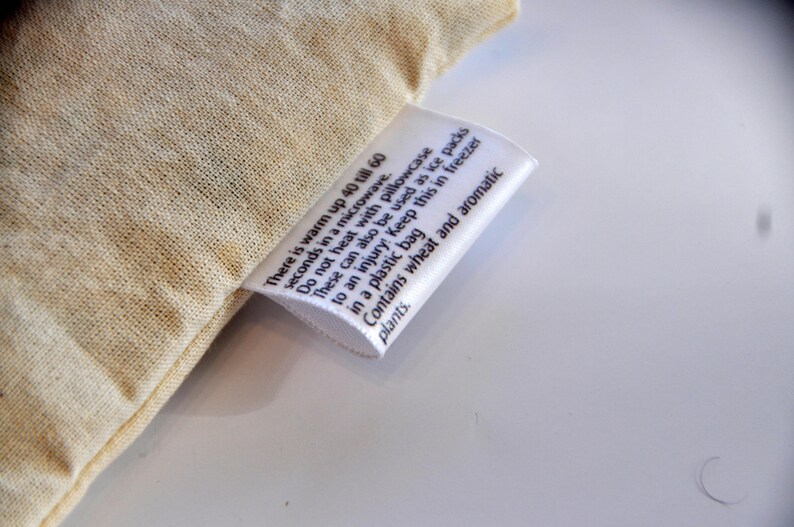 There is warm up 40 till 60
seconds in a microwave.
Do not heat with pillowcase
These can also be used as ice packs
to an injury! Keep this in freezer
in a plastic bag
Contains wheat and aromatic
plants.